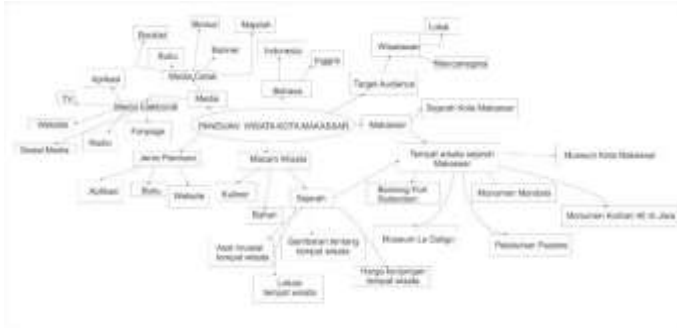 Brosur
Majalah
Booklet
Buku
Banner
Media Cetak
Indonesia
Inggris
Bahasa
Lokal
Wisatawan
Mancanegara
Target Audience
Aplikasi
TV
Media Elektronik
Media
Website
Fanpage
Radio
Sosial Media
PANDUAN WISATA KOTA MAKASSAR
Makassar
Sejarah Kota Makassar
Jenis Panduan
Macam Wisata
Tempat wisata sejarah
Makassar
Museum Kota Makassar
Aplikasi
Buku
Website
Kuliner
Sejarah
Benteng Fort
Rotterdam
Monumen Mandala
Monumen Korban 40 di Jiwa
Bahari
Gambaran tentang
tempat wisata
Museum La Galigo
Pelabuhan Paotere
tempat wisata
Lokasi
tempat wisata
Harga kunjungan
tempat wisata